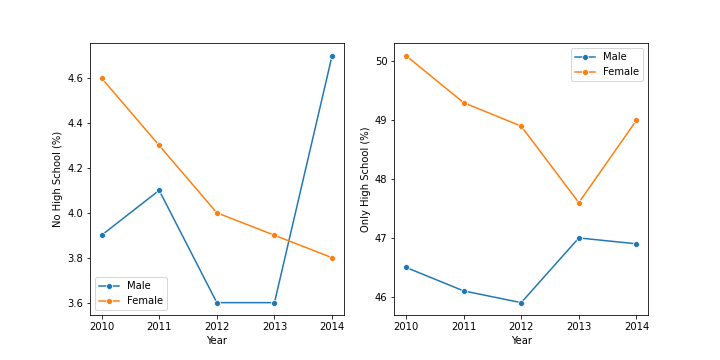 No High School (%)
4.6
4.4
4.2
4.0
3.8
3.6
Male
Female
2010 2011 2012 2013 2014
Year
Only High School (%)
50
49
48
47
46
Male
Female
2010 2011 2012 2013 2014
Year